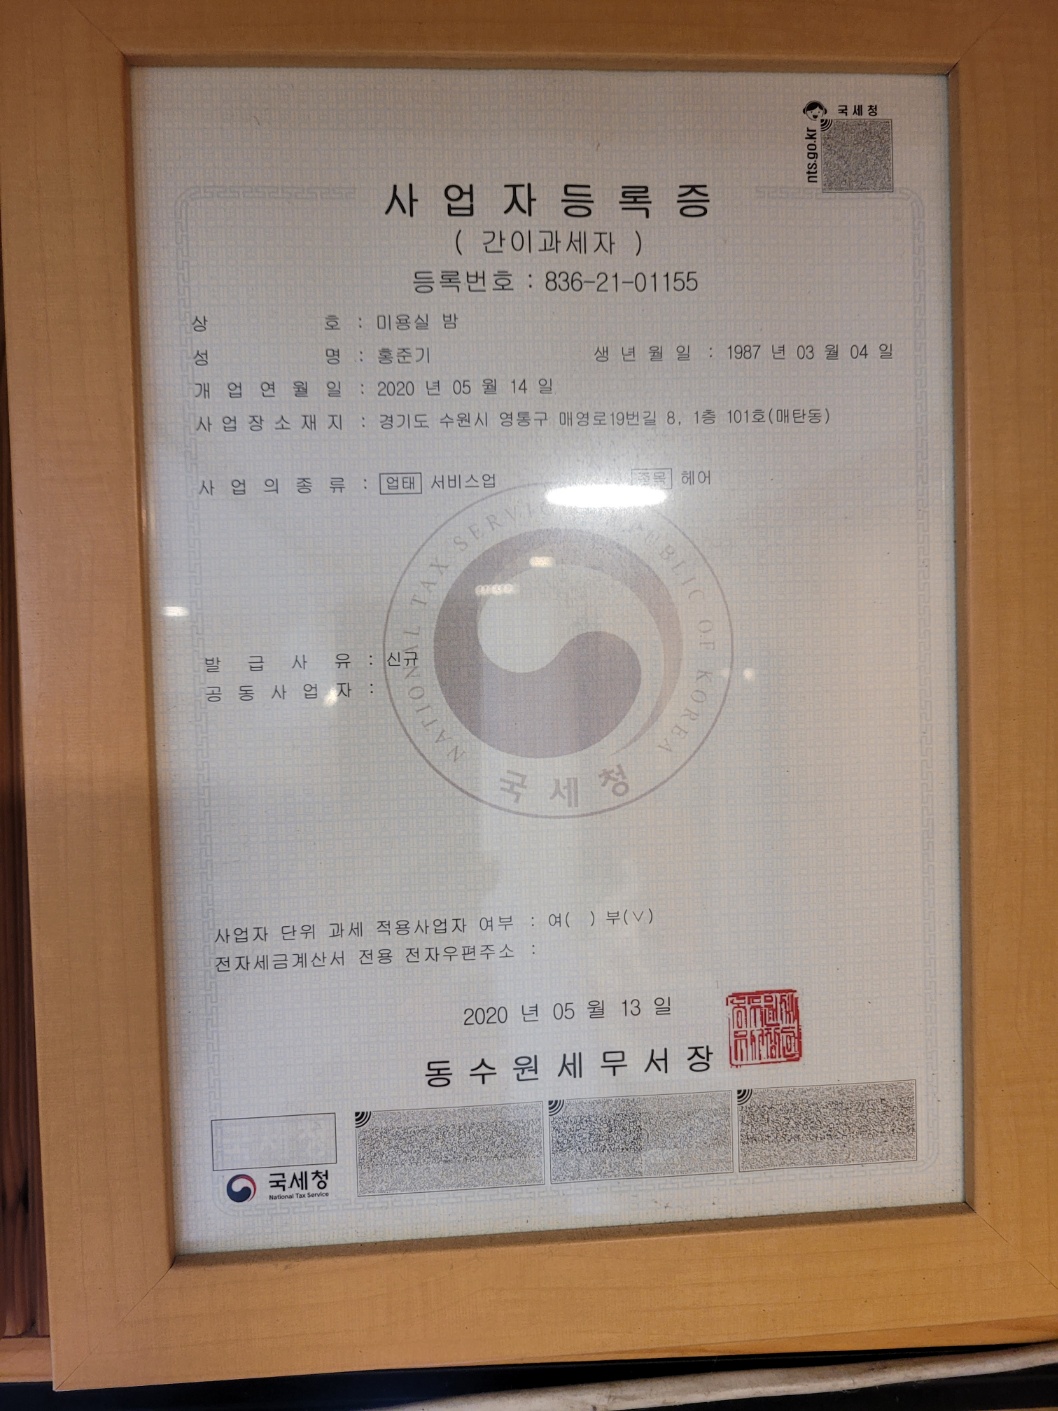 국세청
nts.go.kr
사업자등록증
( 간이과세자 )
등록번호 : 836-21-01155
상 호 : 미용실 밤
성 명 : 홍준기 생 년 월 일 : 1987 년 03 월 04 일
개 업 연 월 일 : 2020 년 05 월 14 일
사 업 장 소 재 지 : 경기도 수원시 영통구 매영로19번길 8, 1층 101호(매탄동)
사 업 의 종 류 : 업태 서비스업 종목 헤어
발 급 사 유 : 신규
공 동 사 업 자 :
NATIONAL TAX SERVICE REPUBLIC OF KOREA
국세청
사업자 단위 과세 적용사업자 여부 : 여( ) 부(∨)
전자세금계산서 전용 전자우편주소 :
2020 년 05 월 13 일
동 수 원 세 무 서 장
국세청
National Tax Service